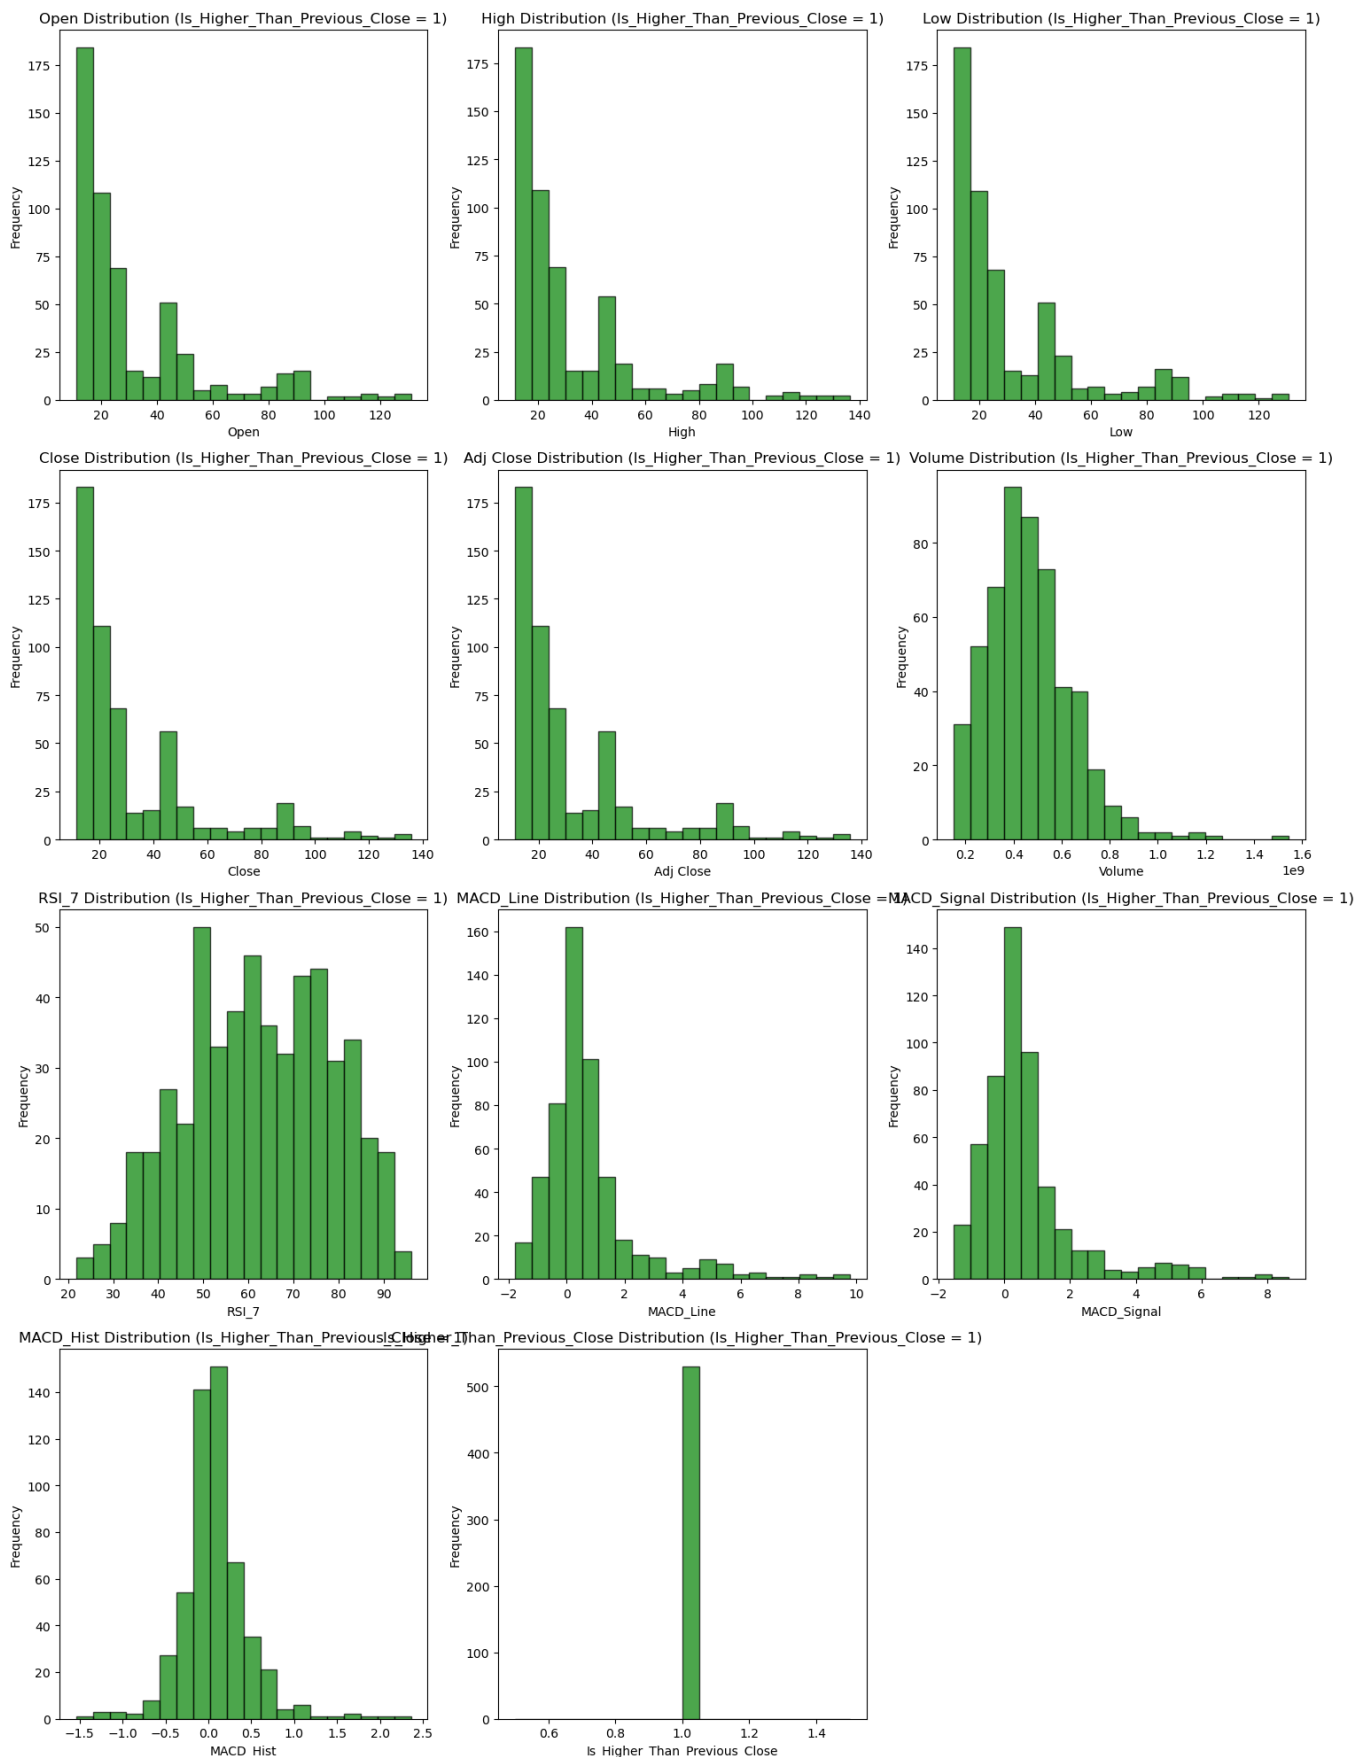 Open Distribution (Is_Higher_Than_Previous_Close = 1)
175
150
125
100
75
50
25
0
Frequency
20 40 60 80 100 120
Open
High Distribution (Is_Higher_Than_Previous_Close = 1)
175
150
125
100
75
50
25
0
Frequency
20 40 60 80 100 120 140
High
Low Distribution (Is_Higher_Than_Previous_Close = 1)
175
150
125
100
75
50
25
0
Frequency
20 40 60 80 100 120
Low
Close Distribution (Is_Higher_Than_Previous_Close = 1)
175
150
125
100
75
50
25
0
Frequency
20 40 60 80 100 120 140
Close
Adj Close Distribution (Is_Higher_Than_Previous_Close = 1)
175
150
125
100
75
50
25
0
Frequency
20 40 60 80 100 120 140
Adj Close
Volume Distribution (Is_Higher_Than_Previous_Close = 1)
80
60
40
20
0
Frequency
0.2 0.4 0.6 0.8 1.0 1.2 1.4 1.6
1e9
Volume
RSI_7 Distribution (Is_Higher_Than_Previous_Close = 1)
50
40
30
20
10
0
Frequency
20 30 40 50 60 70 80 90
RSI_7
MACD_Line Distribution (Is_Higher_Than_Previous_Close = 1)
160
140
120
100
80
60
40
20
0
Frequency
−2 0 2 4 6 8 10
MACD_Line
MACD_Signal Distribution (Is_Higher_Than_Previous_Close = 1)
140
120
100
80
60
40
20
0
Frequency
−2 0 2 4 6 8
MACD_Signal
MACD_Hist Distribution (Is_Higher_Than_Previous_Close = 1)
140
120
100
80
60
40
20
0
Frequency
−1.5 −1.0 −0.5 0.0 0.5 1.0 1.5 2.0 2.5
MACD_Hist
Is_Higher_Than_Previous_Close Distribution (Is_Higher_Than_Previous_Close = 1)
500
400
300
200
100
0
Frequency
0.6 0.8 1.0 1.2 1.4
Is_Higher_Than_Previous_Close